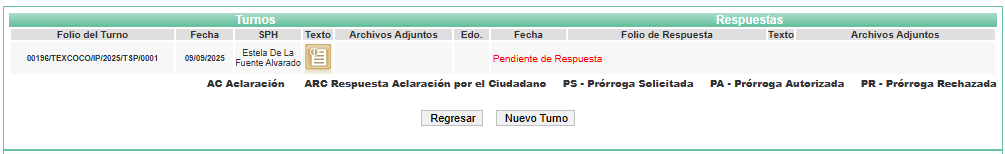 Turnos Respuestas
Folio del Turno Fecha SPH Texto Archivos Adjuntos Edo. Fecha Folio de Respuesta Texto Archivos Adjuntos
00196/TEXCOCO/IP/2025/TSP/0001 09/09/2025 Estela De La Pendiente de Respuesta
Fuente Alvarado
AC Aclaración ARC Respuesta Aclaración por el Ciudadano PS - Prórroga Solicitada PA - Prórroga Autorizada PR - Prórroga Rechazada
Regresar Nuevo Turno